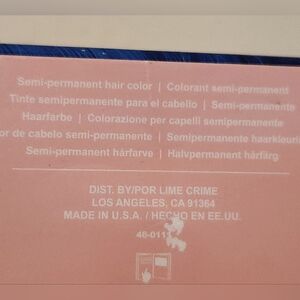 Semi-permanent hair color | Colorant semi-permanent
Tinte semipermanente para el cabello | Semi-permanente
Haarfarbe | Colorazione per capelli semipermanente
or de cabelo semi-permanente | Semipermanente haarkleuri
Semi-permanent hårfarve | Halvpermanent hårfärg
DIST. BY/POR LIME CRIME
LOS ANGELES, CA 91364
MADE IN U.S.A. / HECHO EN EE.UU.